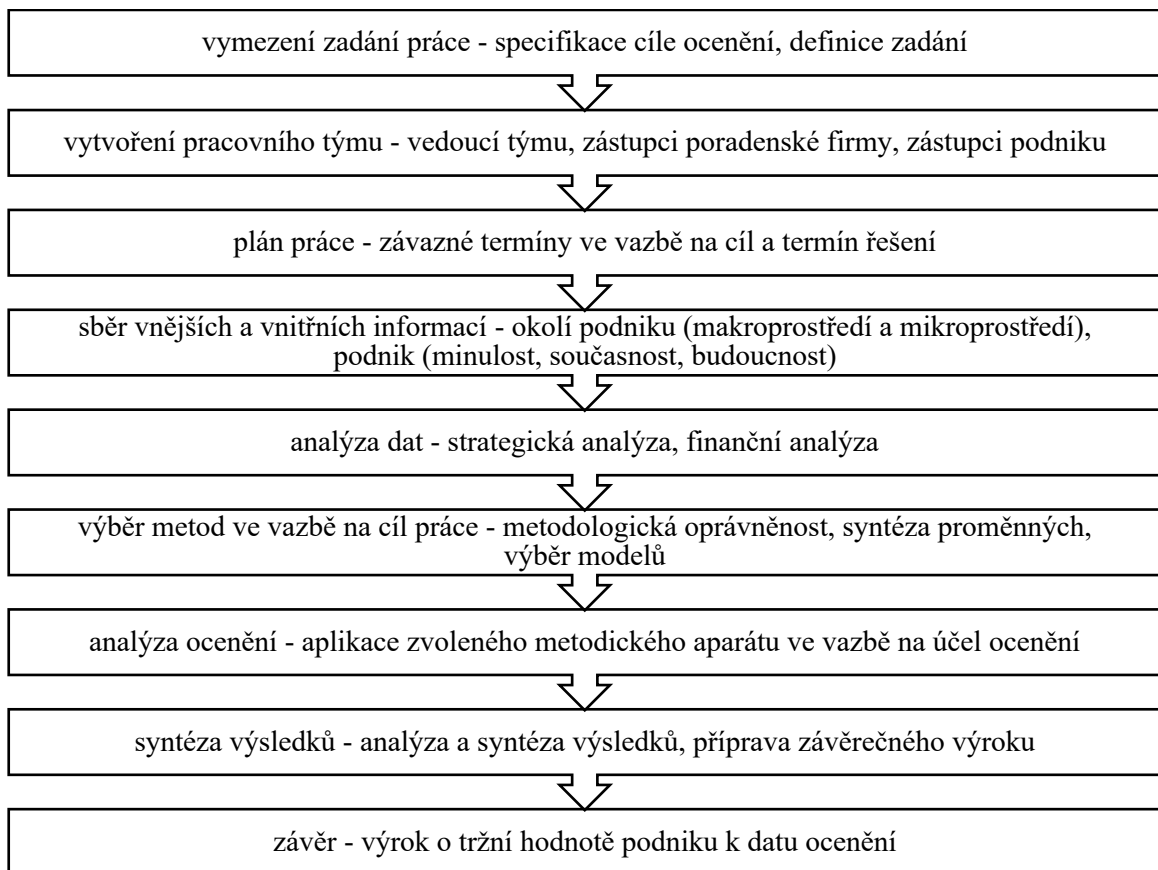 vymezení zadání práce - specifikace cíle ocenění, definice zadání
vytvoření pracovního týmu - vedoucí týmu, zástupci poradenské firmy, zástupci podniku
plán práce - závazné termíny ve vazbě na cíl a termín řešení
sběr vnějších a vnitřních informací - okolí podniku (makroprostředí a mikroprostředí),
podnik (minulost, současnost, budoucnost)
analýza dat - strategická analýza, finanční analýza
výběr metod ve vazbě na cíl práce - metodologická oprávněnost, syntéza proměnných,
výběr modelů
analýza ocenění - aplikace zvoleného metodického aparátu ve vazbě na účel ocenění
syntéza výsledků - analýza a syntéza výsledků, příprava závěrečného výroku
závěr - výrok o tržní hodnotě podniku k datu ocenění